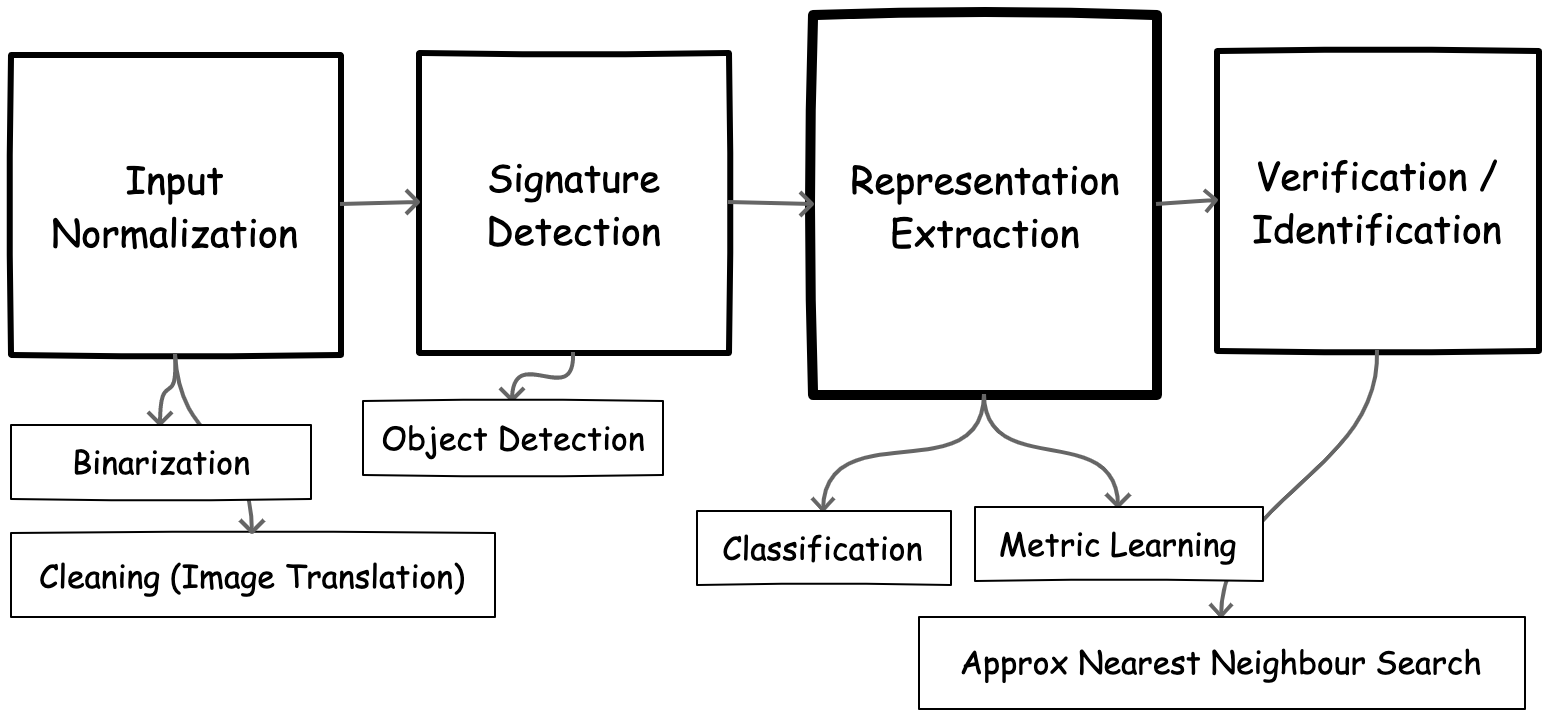 Input
Normalization
Signature
Detection
Representation
Extraction
Verification /
Identification
Binarization
Object Detection
Cleaning (Image Translation)
Classification
Metric Learning
Approx Nearest Neighbour Search